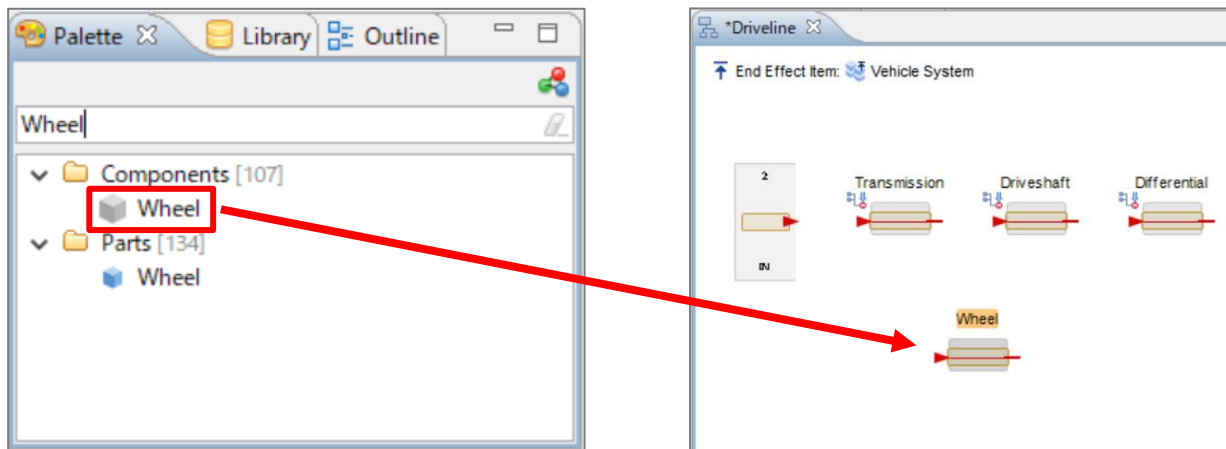 Palette Library Outline
Wheel
Components [107]
Wheel
Parts [134]
Wheel
*Driveline
End Effect Item: Vehicle System
2
IN
Transmission Driveshaft Differential
Wheel